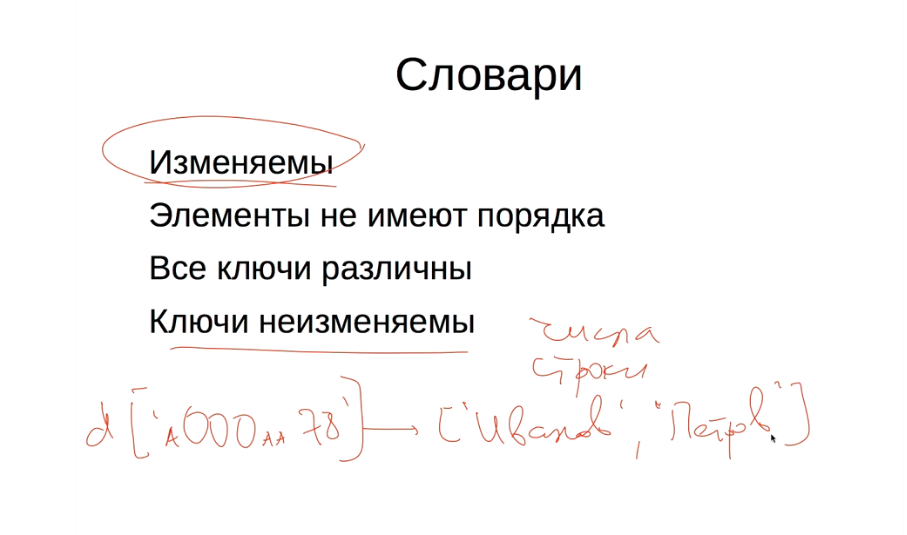 Словари
Изменяемы
Элементы не имеют порядка
Все ключи различны
Ключи неизменяемы
числа
строки
d['А000АА78'] → ['Иванов', 'Петров']